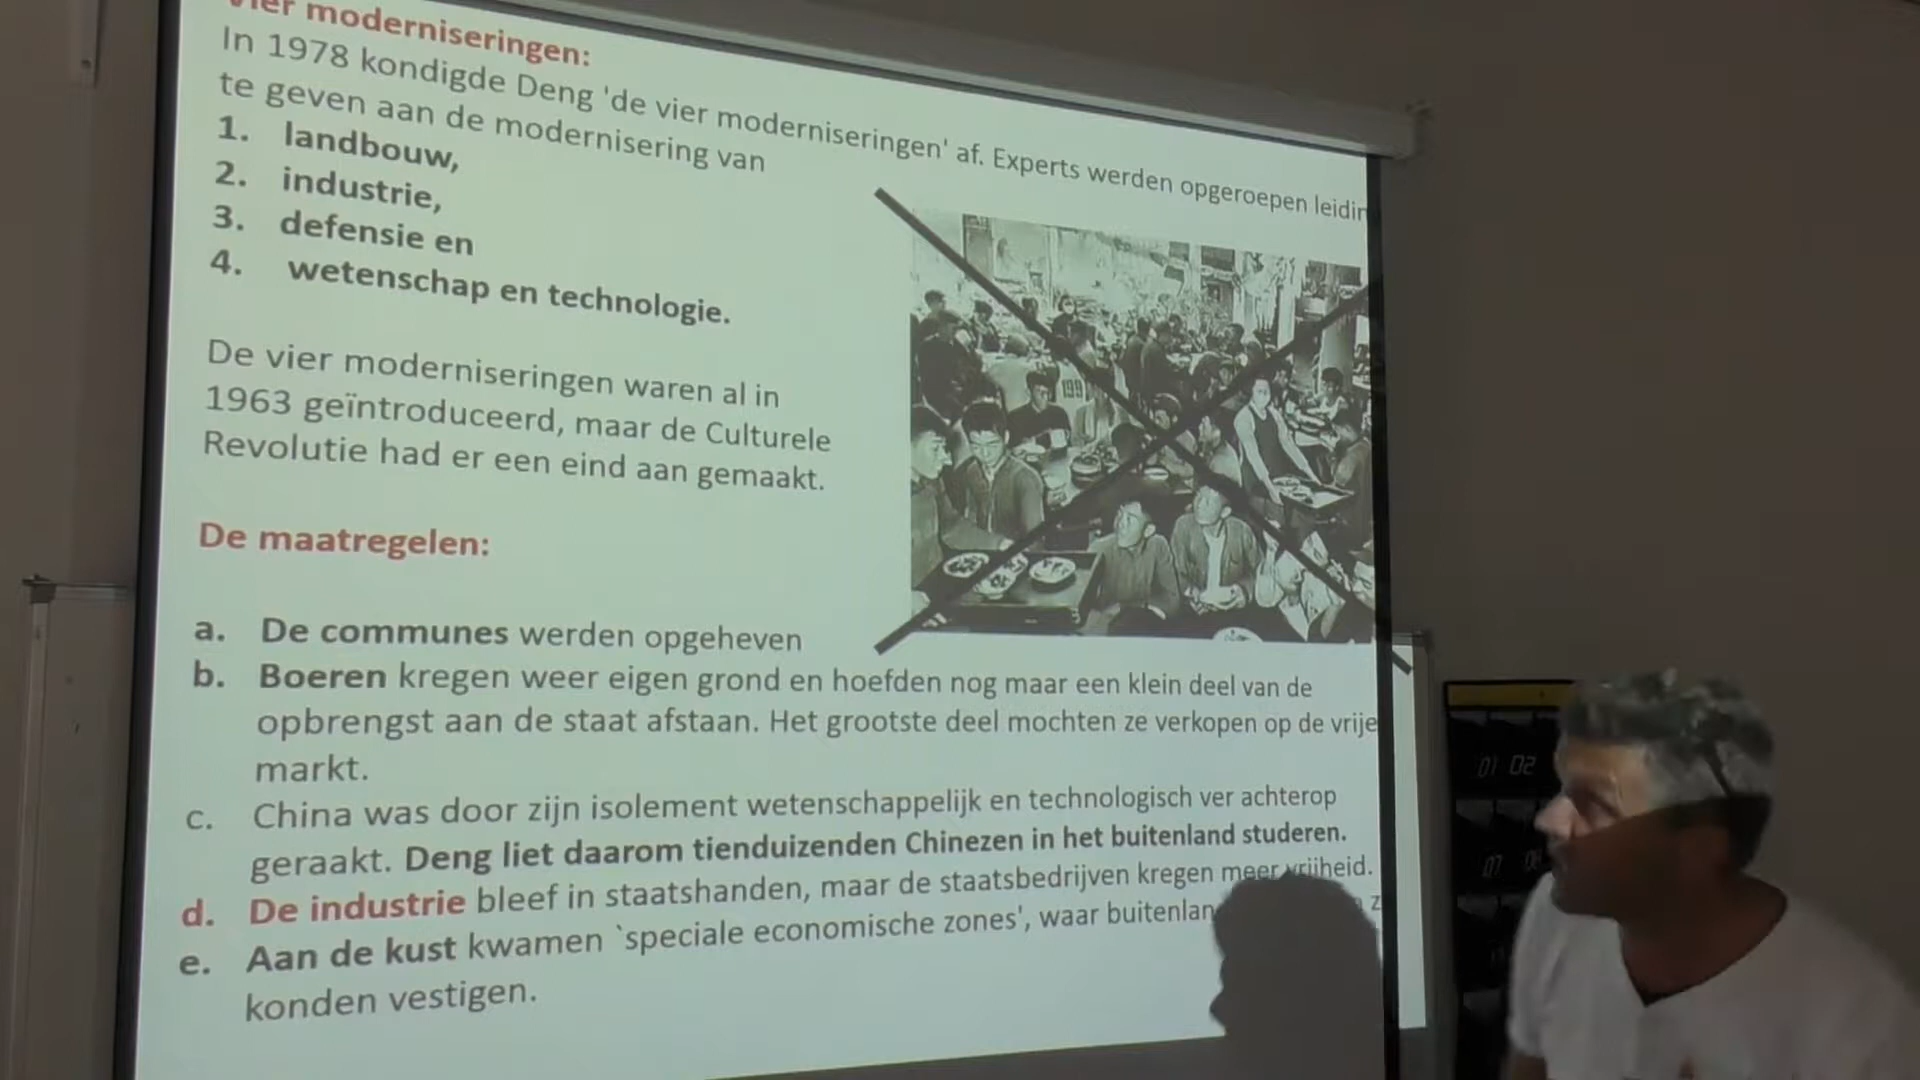 moderniseringen:
In 1978 kondigde Deng 'de vier moderniseringen' af. Experts werden opgeroepen
te geven aan de modernisering van
1. landbouw,
2. industrie,
3. defensie en
4. wetenschap en technologie.
De vier moderniseringen waren al in
1963 geïntroduceerd, maar de Culturele
Revolutie had er een eind aan gemaakt.
De maatregelen:
a. De communes werden opgeheven
b. Boeren kregen weer eigen grond en hoefden nog maar een klein deel van de
opbrengst aan de staat afstaan. Het grootste deel mochten ze verkopen op de vrije
markt.
c. China was door zijn isolement wetenschappelijk en technologisch ver achterop
geraakt. Deng liet daarom tienduizenden Chinezen in het buitenland studeren.
d. De industrie bleef in staatshanden, maar de staatsbedrijven kregen meer vrijheid.
e. Aan de kust kwamen `speciale economische zones', waar
konden vestigen.
199
01 02
07